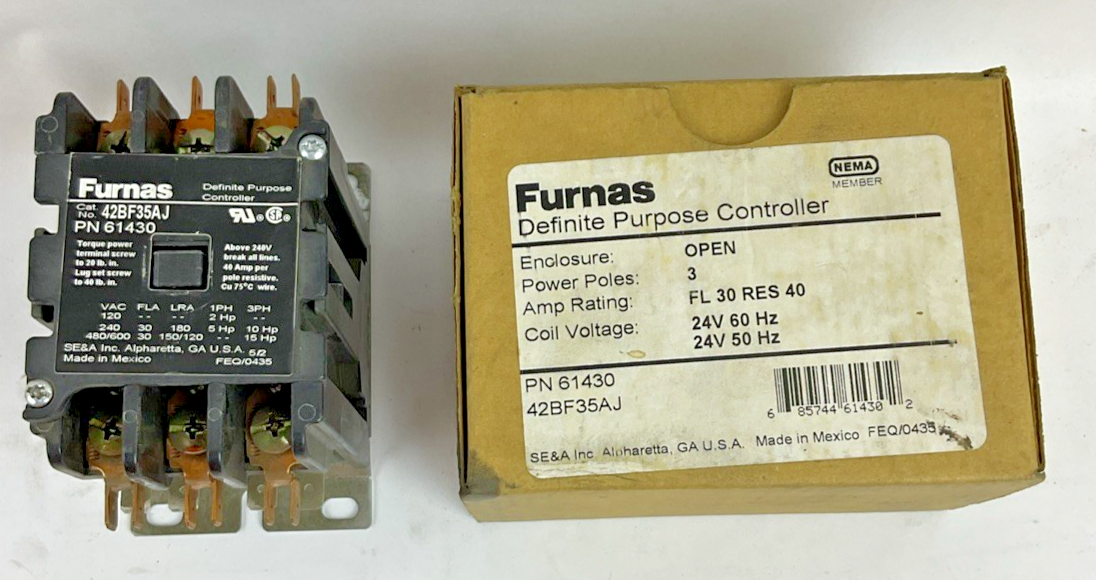 Furnas
Definite Purpose
Controller
Cat.
No. 42BF35AJ
PN 61430
Torque power
terminal screw
to 20 lb. in.
Lug set screw
to 40 lb. in.
Above 240V
break all lines.
40 Amp per
pole resistive.
Cu 75°C wire.
VAC FLA LRA 1PH 3PH
120 -- -- 2 Hp --
240 30 180 5 Hp 10 Hp
480/600 30 150/120 -- 15 Hp
SE&A Inc. Alpharetta, GA U.S.A. 5/2
Made in Mexico FEQ/0435
NEMA
MEMBER
Furnas
Definite Purpose Controller
Enclosure: OPEN
Power Poles: 3
Amp Rating: FL 30 RES 40
Coil Voltage: 24V 60 Hz
24V 50 Hz
PN 61430
42BF35AJ
6 85744 61430 2
SE&A Inc. Alpharetta, GA U.S.A. Made in Mexico FEQ/0435